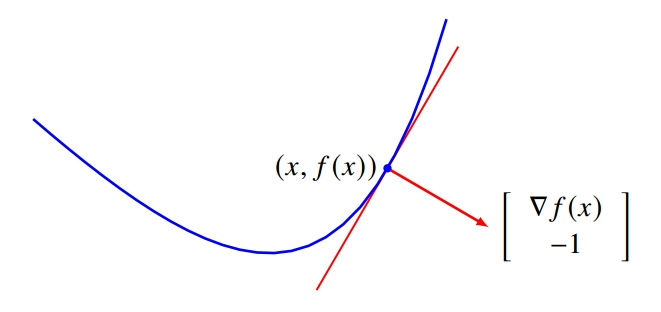 (x, f(x))
[ ∇f(x)
−1 ]